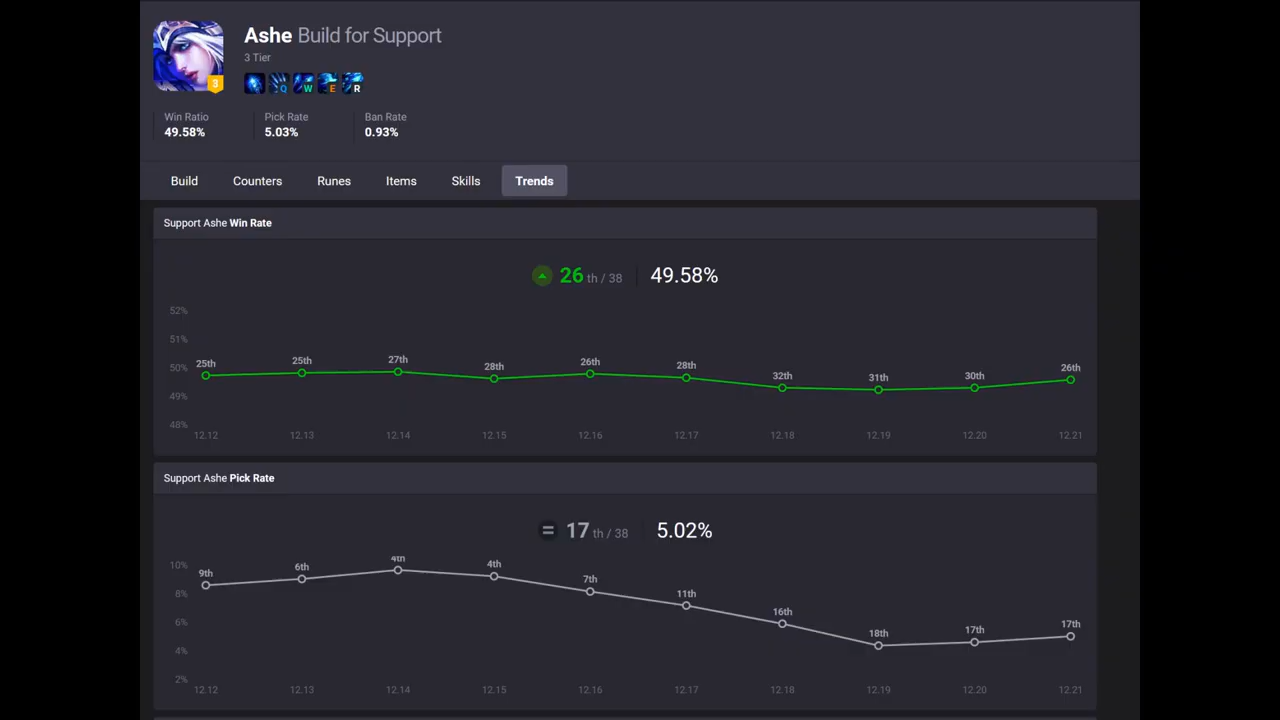 Ashe Build for Support
3 Tier
3
Q W E R
Win Ratio Pick Rate Ban Rate
49.58% 5.03% 0.93%
Build Counters Runes Items Skills Trends
Support Ashe Win Rate
26 th / 38 49.58%
52%
51%
50%
49%
48%
25th 25th 27th 28th 26th 28th 32th 31th 30th 26th
12.12 12.13 12.14 12.15 12.16 12.17 12.18 12.19 12.20 12.21
Support Ashe Pick Rate
= 17 th / 38 5.02%
10%
8%
6%
4%
2%
9th 6th 4th 4th 7th 11th 16th 18th 17th 17th
12.12 12.13 12.14 12.15 12.16 12.17 12.18 12.19 12.20 12.21